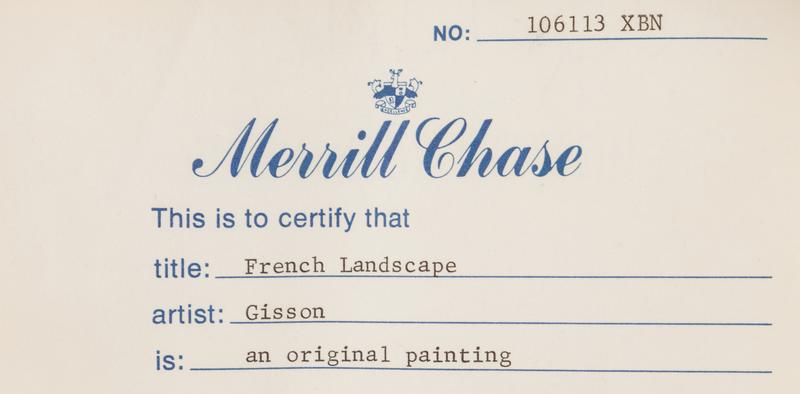 NO: 106113 XBN
Merrill Chase
This is to certify that
title: French Landscape
artist: Gisson
is: an original painting